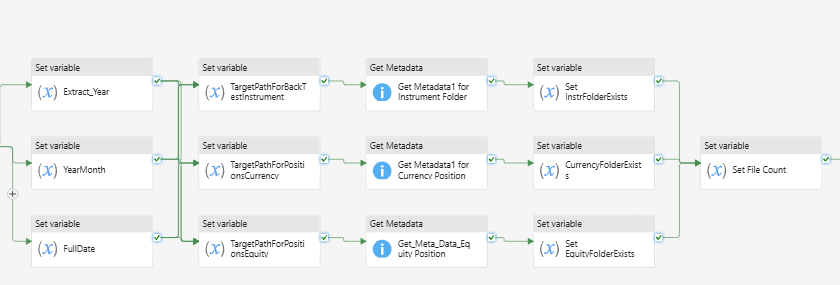 Set variable
(x) Extract_Year
Set variable
(x) TargetPathForBackT
estInstrument
Get Metadata
Get Metadata1 for
Instrument Folder
Set variable
(x) Set
InstrFolderExists
Set variable
(x) YearMonth
Set variable
(x) TargetPathForPositi
onsCurrency
Get Metadata
Get Metadata1 for
Currency Position
Set variable
(x) CurrencyFolderExist
s
Set variable
(x) Set File Count
Set variable
(x) FullDate
Set variable
(x) TargetPathForPositi
onsEquity
Get Metadata
Get_Meta_Data_Eq
uity Position
Set variable
(x) Set
EquityFolderExists